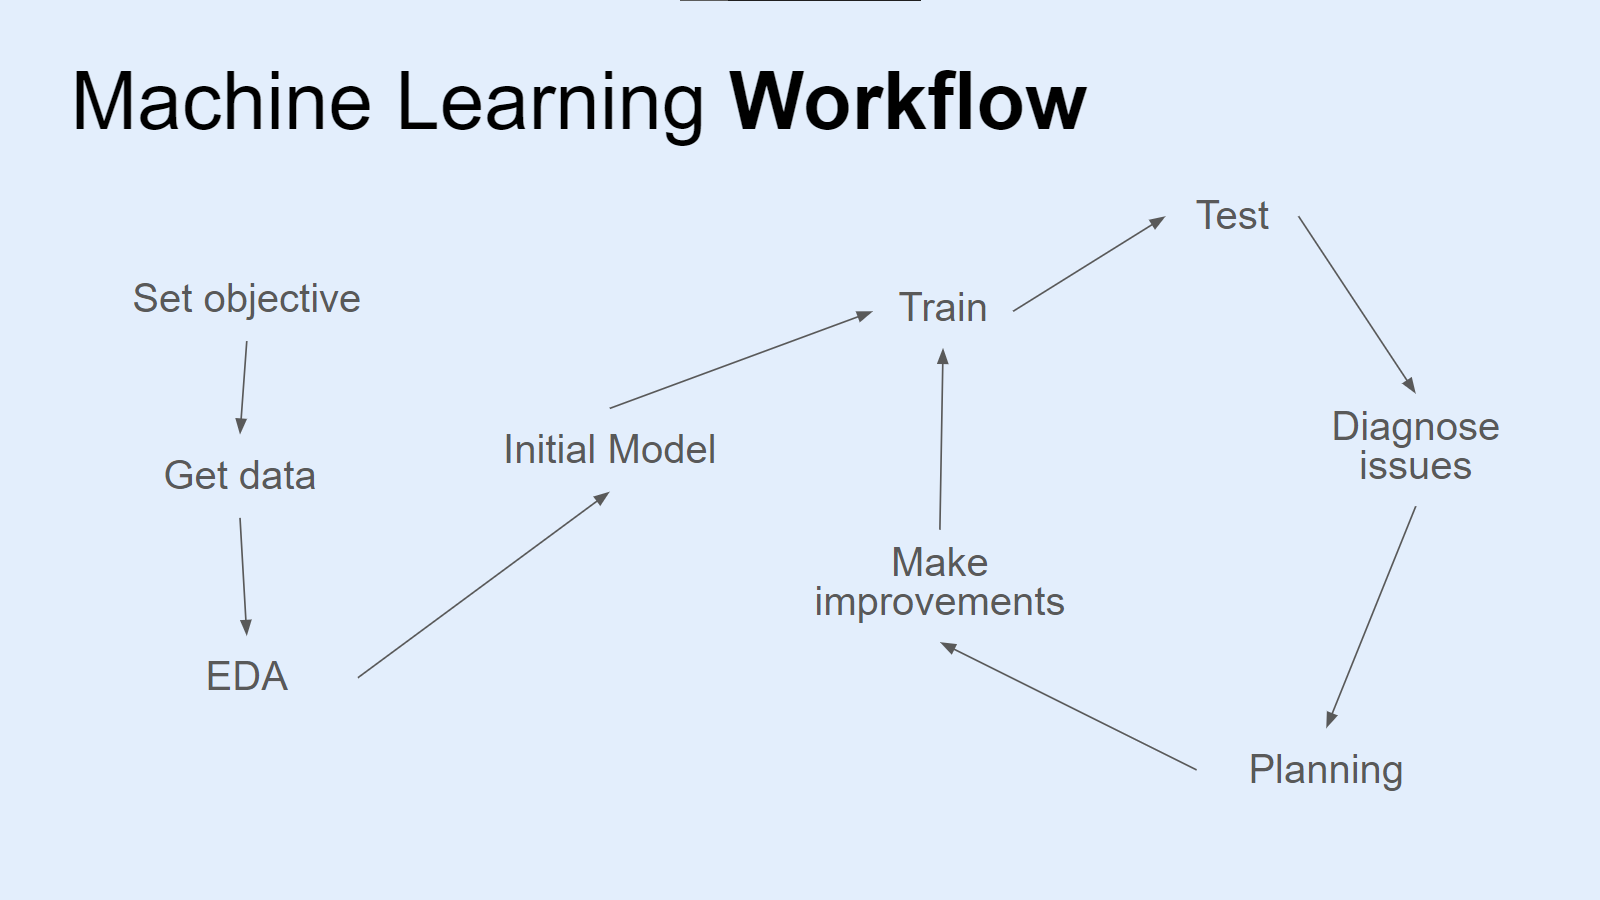 Machine Learning Workflow
Set objective
Get data
EDA
Initial Model
Train
Test
Diagnose
issues
Planning
Make
improvements